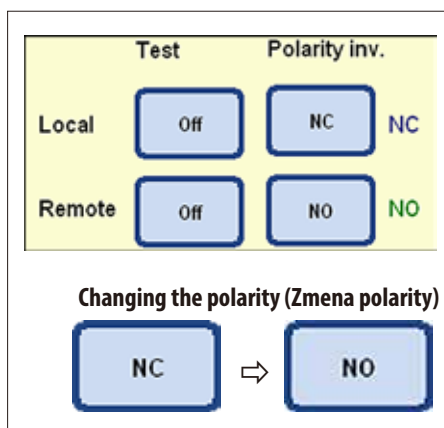 Test Polarity inv.
Local Off NC NC
Remote Off NO NO
Changing the polarity (Zmena polarity)
NC ⇨ NO